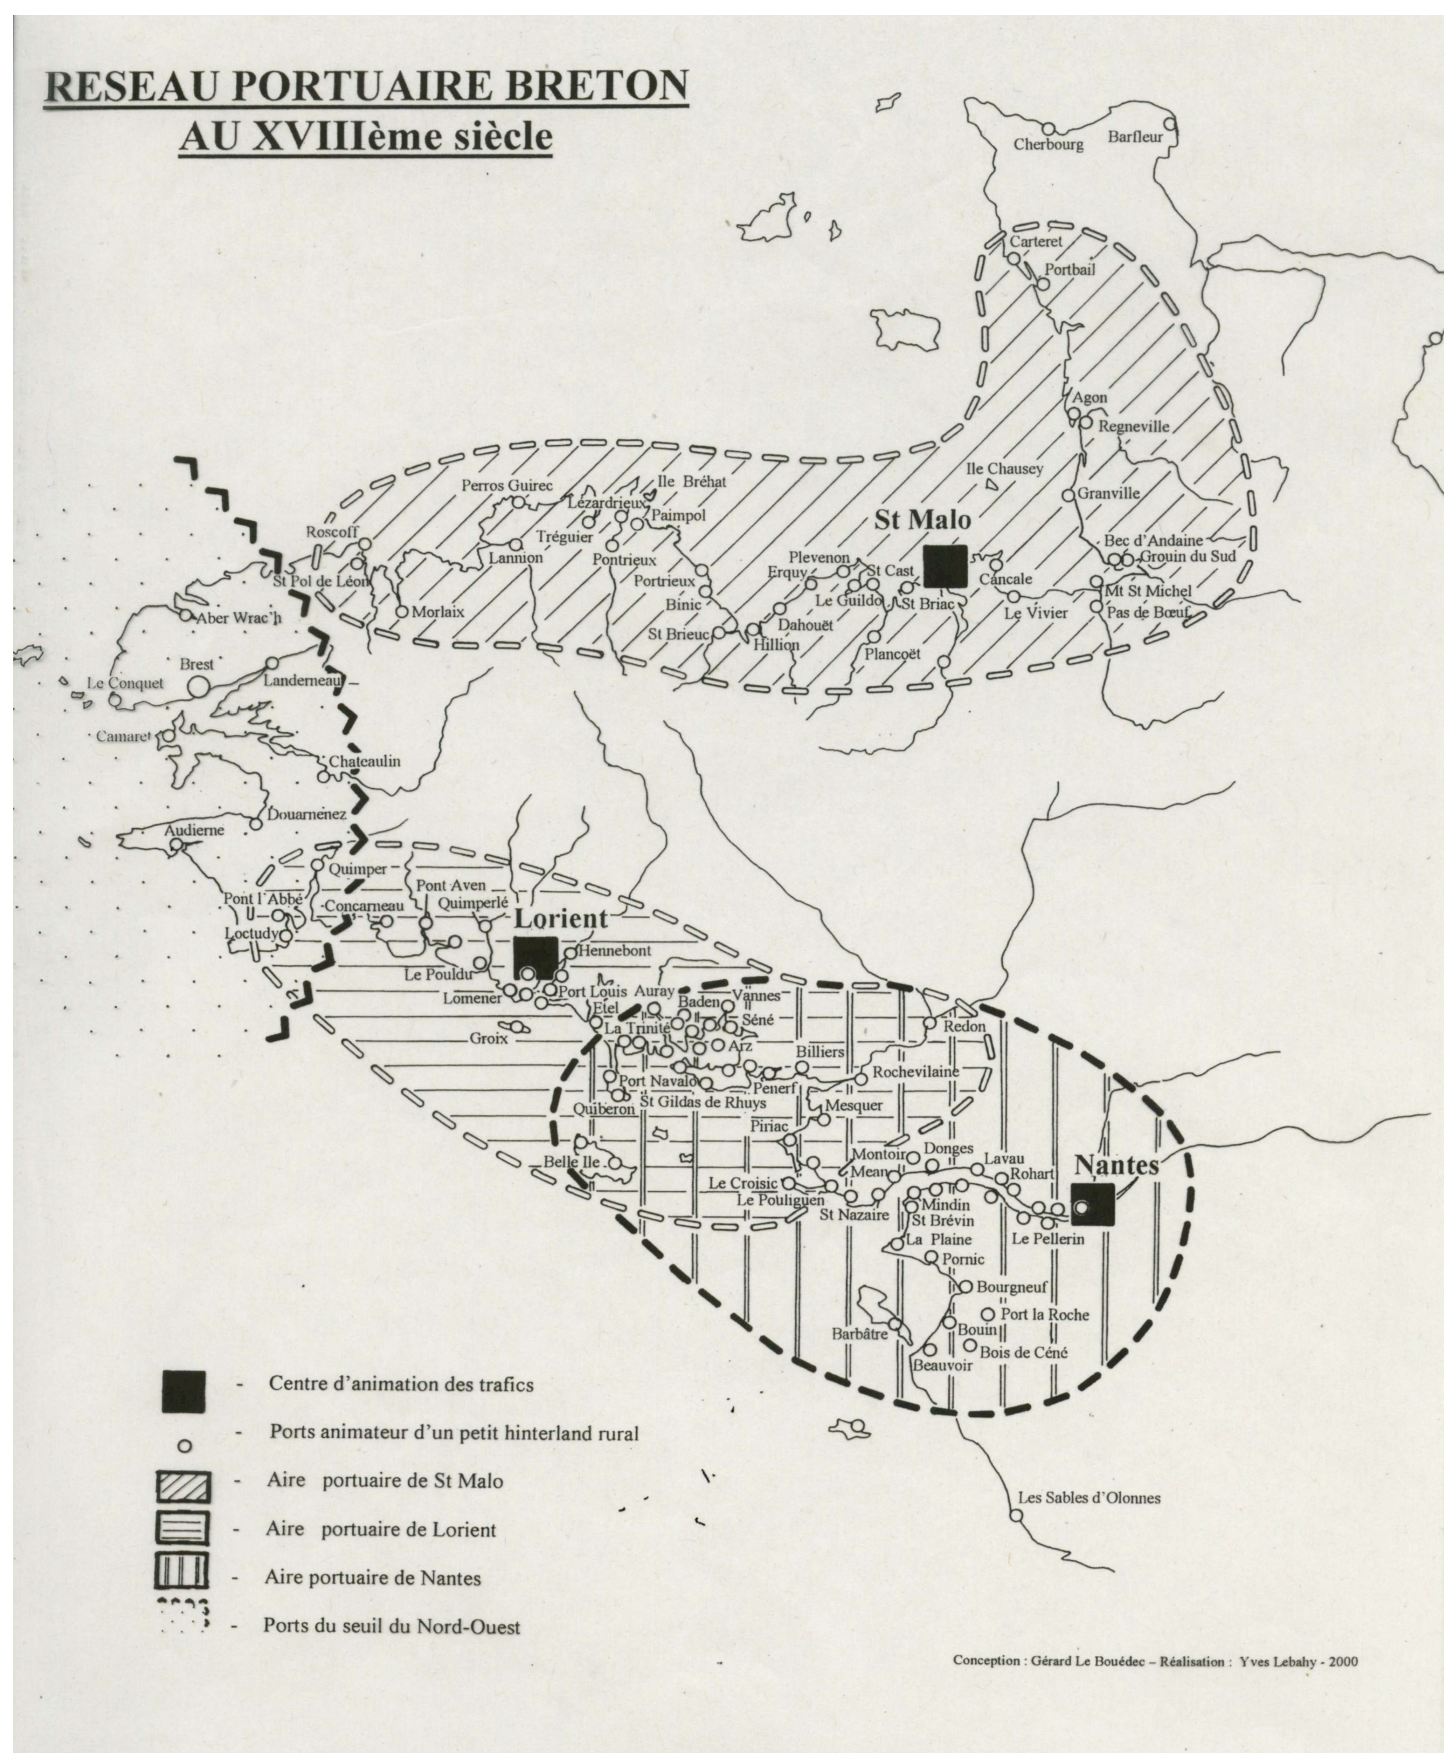 RESEAU PORTUAIRE BRETON
AU XVIIIème siècle
Cherbourg
Barfleur
Carteret
Portbail
Agon
Regneville
Ile Chausey
Granville
St Malo
Bec d'Andaine
Grouin du Sud
Cancale
Mt St Michel
Le Vivier
Pas de Bœuf
Perros Guirec
Ile Bréhat
Lézardrieux
Paimpol
Tréguier
Roscoff
Lannion
Pontrieux
Plevenon
St Cast
Erquy
Portrieux
St Pol de Léon
Le Guildo
St Briac
Binic
Morlaix
Dahouët
St Brieuc
Hillion
Plancoët
Aber Wrac'h
Brest
Landerneau
Le Conquet
Camaret
Chateaulin
Douarnenez
Audierne
Quimper
Pont Aven
Pont l'Abbé
Concarneau
Quimperlé
Lorient
Loctudy
Hennebont
Le Pouldu
Lomener
Port Louis
Auray
Vannes
Baden
Etel
Séné
La Trinité
Redon
Groix
Arz
Billiers
Rochevilaine
Port Navalo
Penerf
Quiberon
St Gildas de Rhuys
Mesquer
Piriac
Belle Ile
Montoir
Donges
Lavau
Nantes
Mean
Rohart
Le Croisic
Le Pouliguen
Mindin
St Nazaire
St Brévin
La Plaine
Le Pellerin
Pornic
Bourgneuf
Port la Roche
Barbâtre
Bouin
Bois de Céné
Beauvoir
Les Sables d'Olonnes
- Centre d'animation des trafics
- Ports animateur d'un petit hinterland rural
- Aire portuaire de St Malo
- Aire portuaire de Lorient
- Aire portuaire de Nantes
- Ports du seuil du Nord-Ouest
Conception : Gérard Le Bouédec – Réalisation : Yves Lebahy - 2000